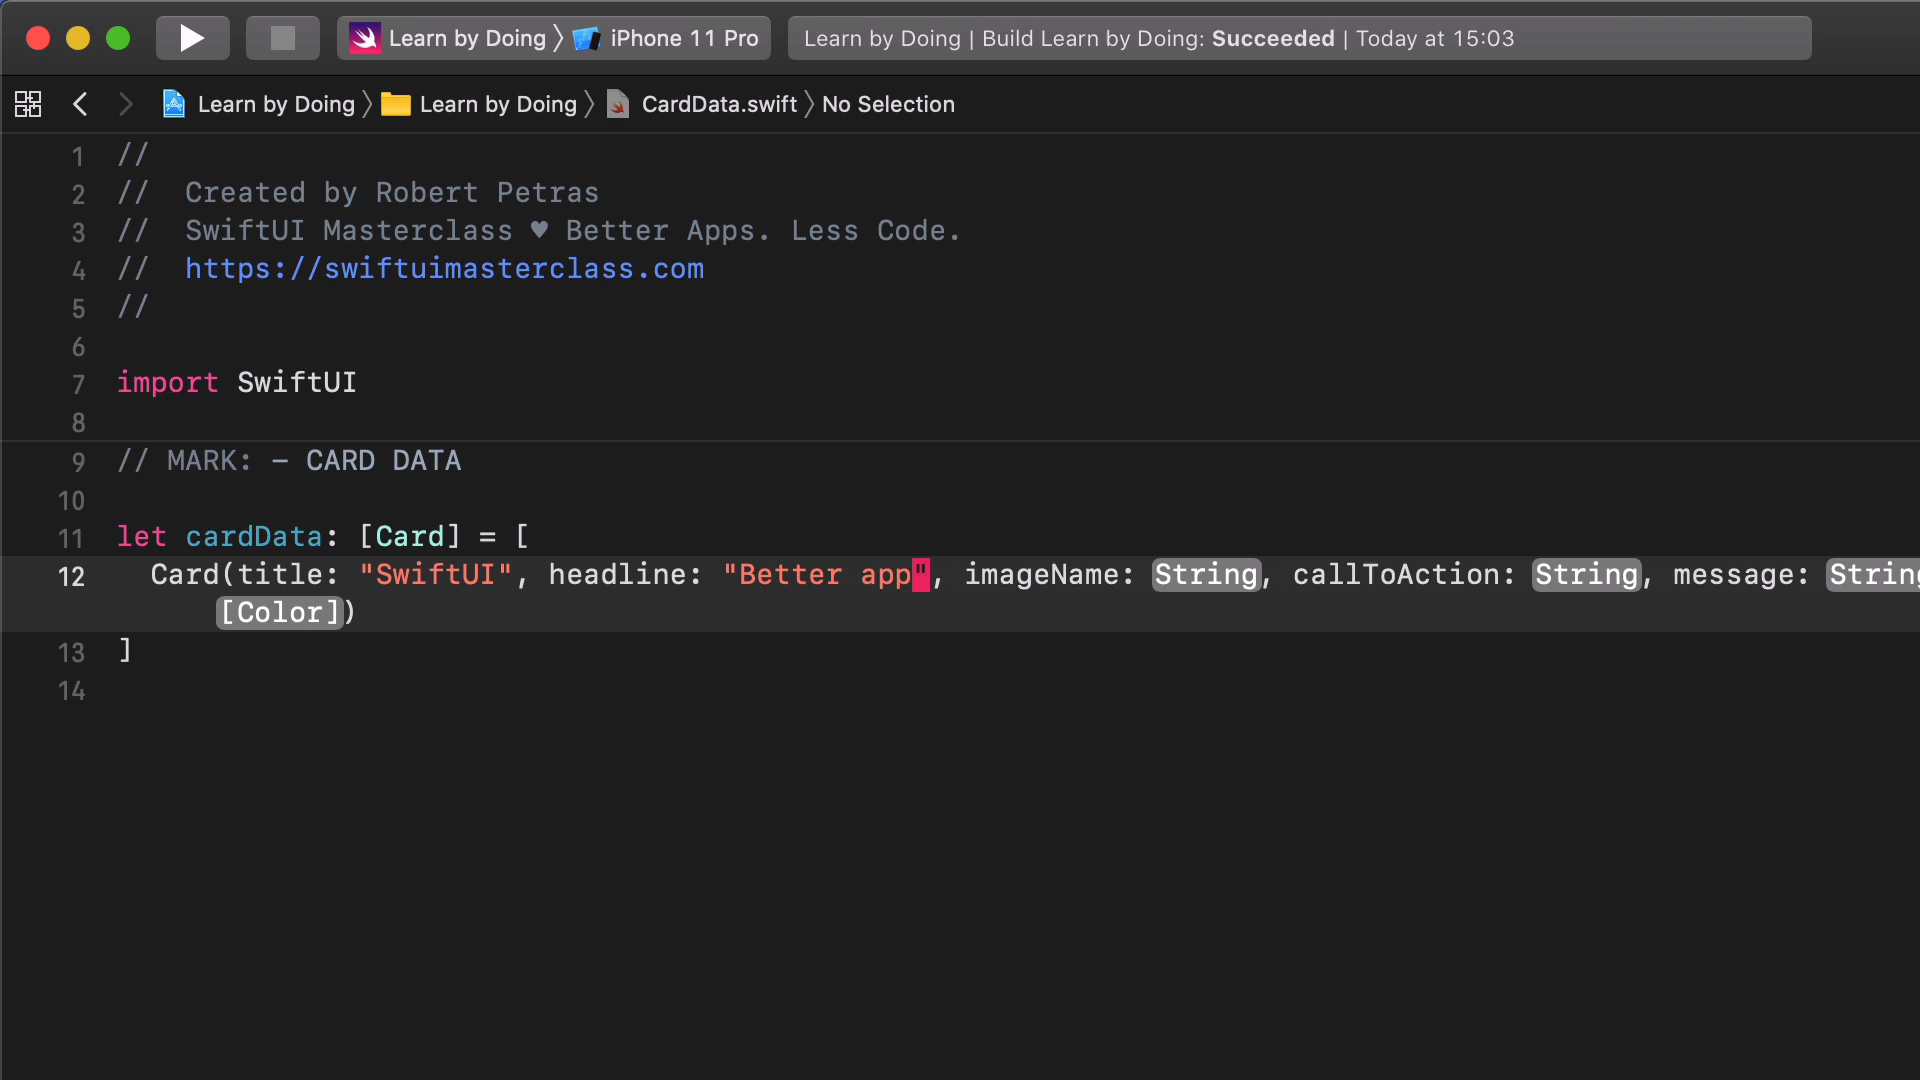 Learn by Doing 〉 iPhone 11 Pro
Learn by Doing | Build Learn by Doing: Succeeded | Today at 15:03
Learn by Doing 〉 Learn by Doing 〉 CardData.swift 〉 No Selection
1 //
2 //  Created by Robert Petras
3 //  SwiftUI Masterclass ♥ Better Apps. Less Code.
4 //  https://swiftuimasterclass.com
5 //
6
7 import SwiftUI
8
9 // MARK: - CARD DATA
10
11 let cardData: [Card] = [
12   Card(title: "SwiftUI", headline: "Better app", imageName: String, callToAction: String, message: String
[Color])
13 ]
14